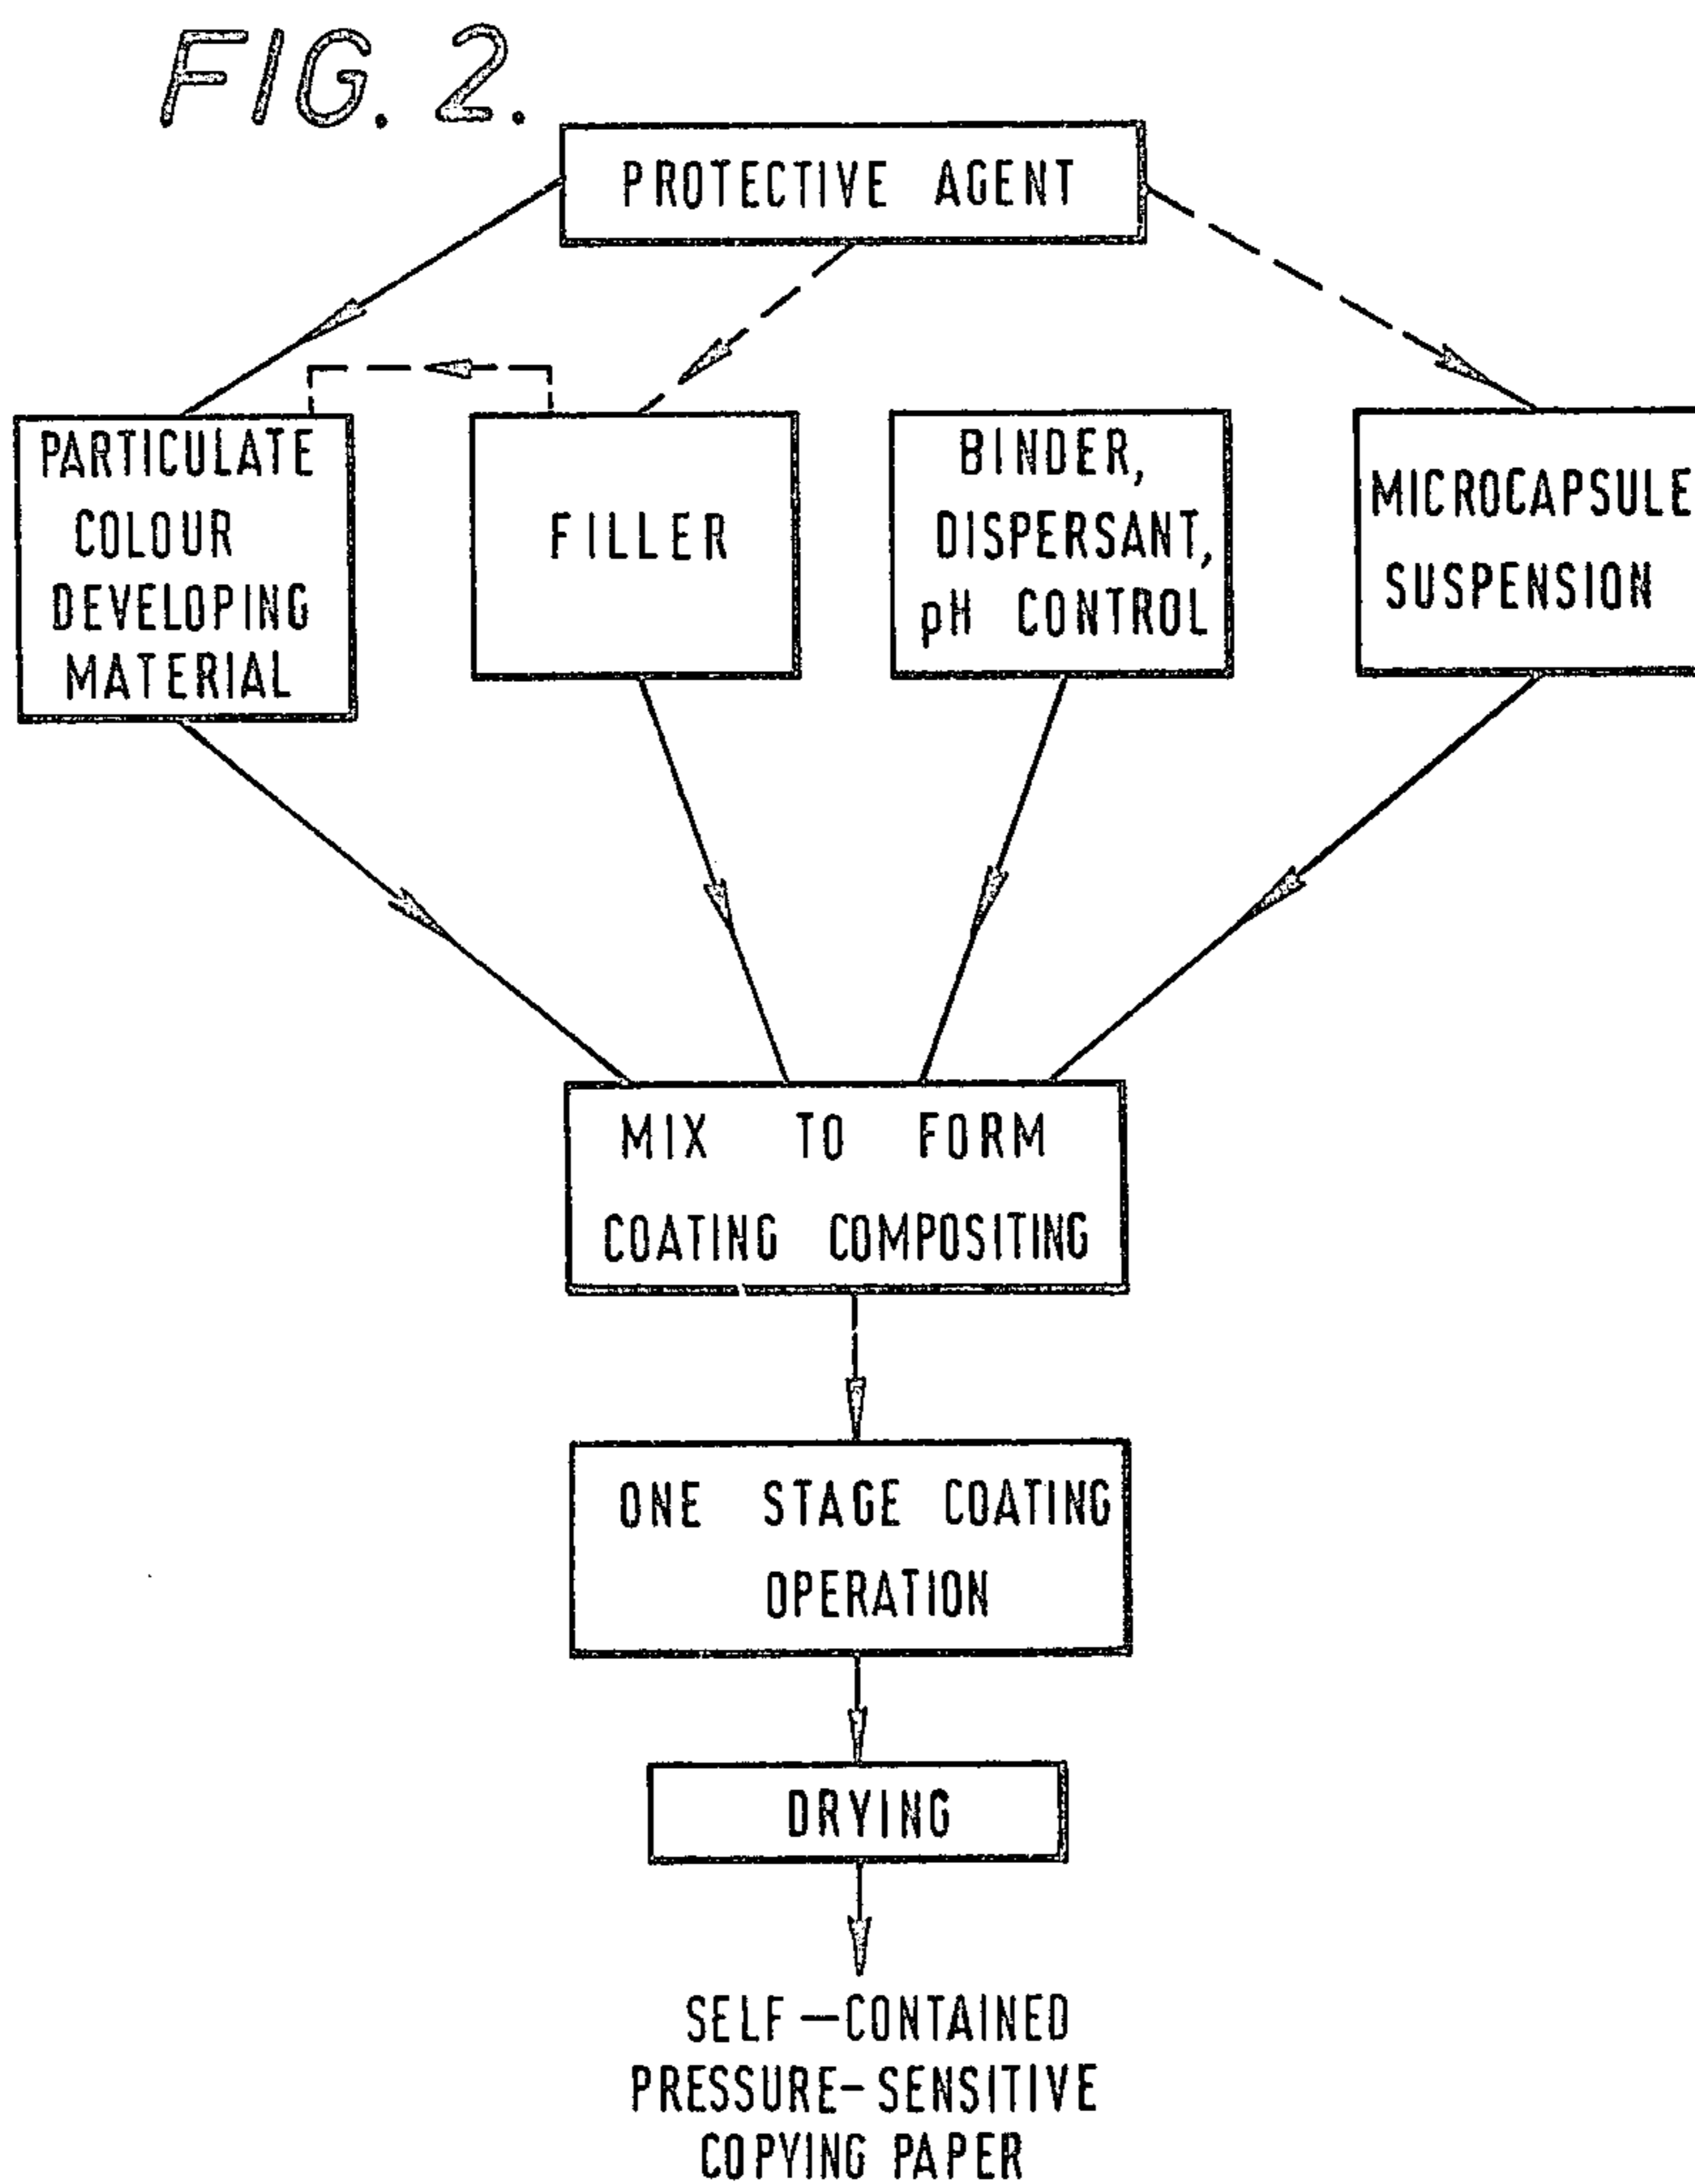 FIG. 2.
PROTECTIVE AGENT
PARTICULATE
COLOUR
DEVELOPING
MATERIAL
FILLER
BINDER,
DISPERSANT,
pH CONTROL
MICROCAPSULE
SUSPENSION
MIX TO FORM
COATING COMPOSITING
ONE STAGE COATING
OPERATION
DRYING
SELF-CONTAINED
PRESSURE-SENSITIVE
COPYING PAPER